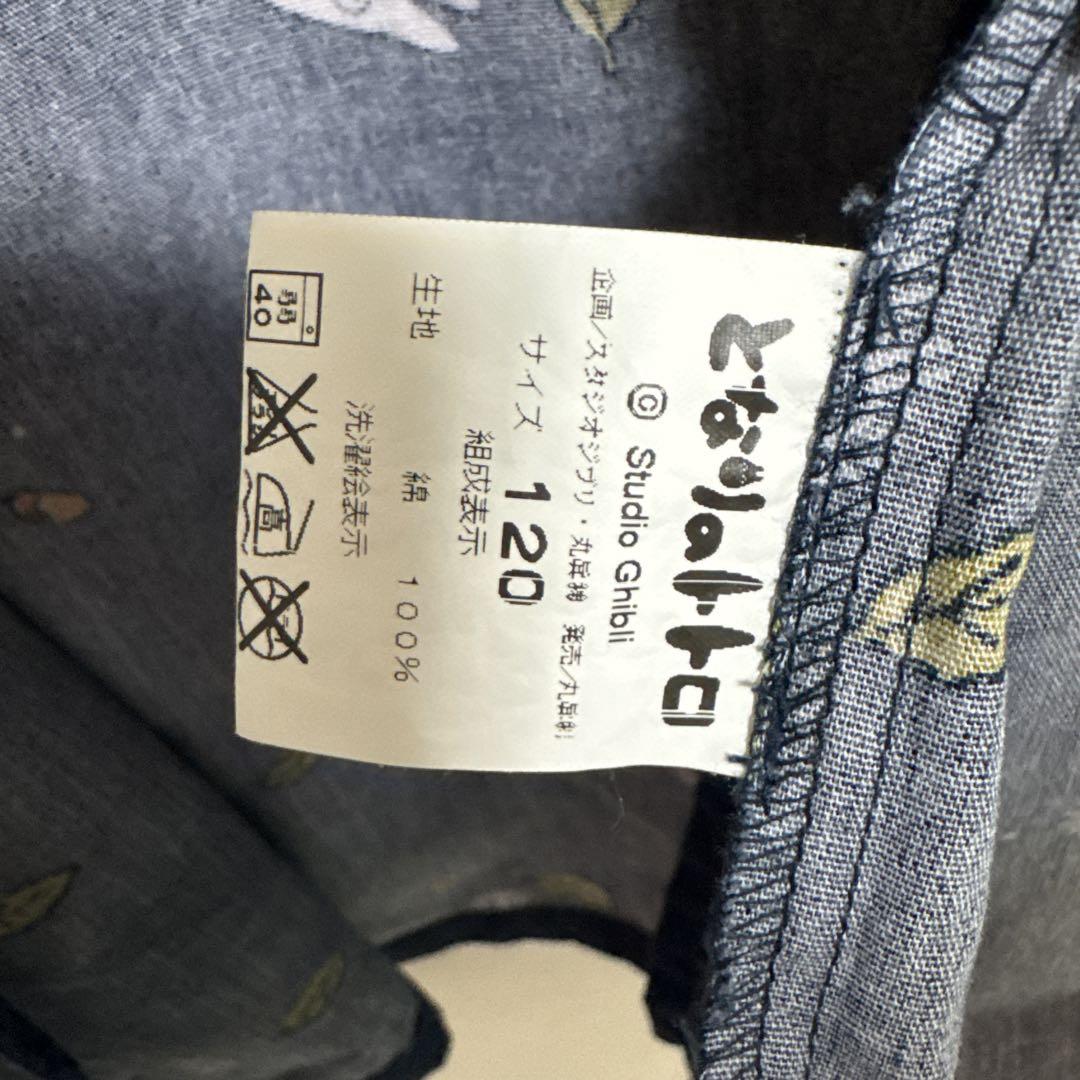 となりのトトロ
© Studio Ghibli
企画/スタジオジブリ・丸眞㈱ 発売/丸眞㈱
サイズ 120
組成表示
生地 綿 100%
洗濯絵表示
弱 40
高